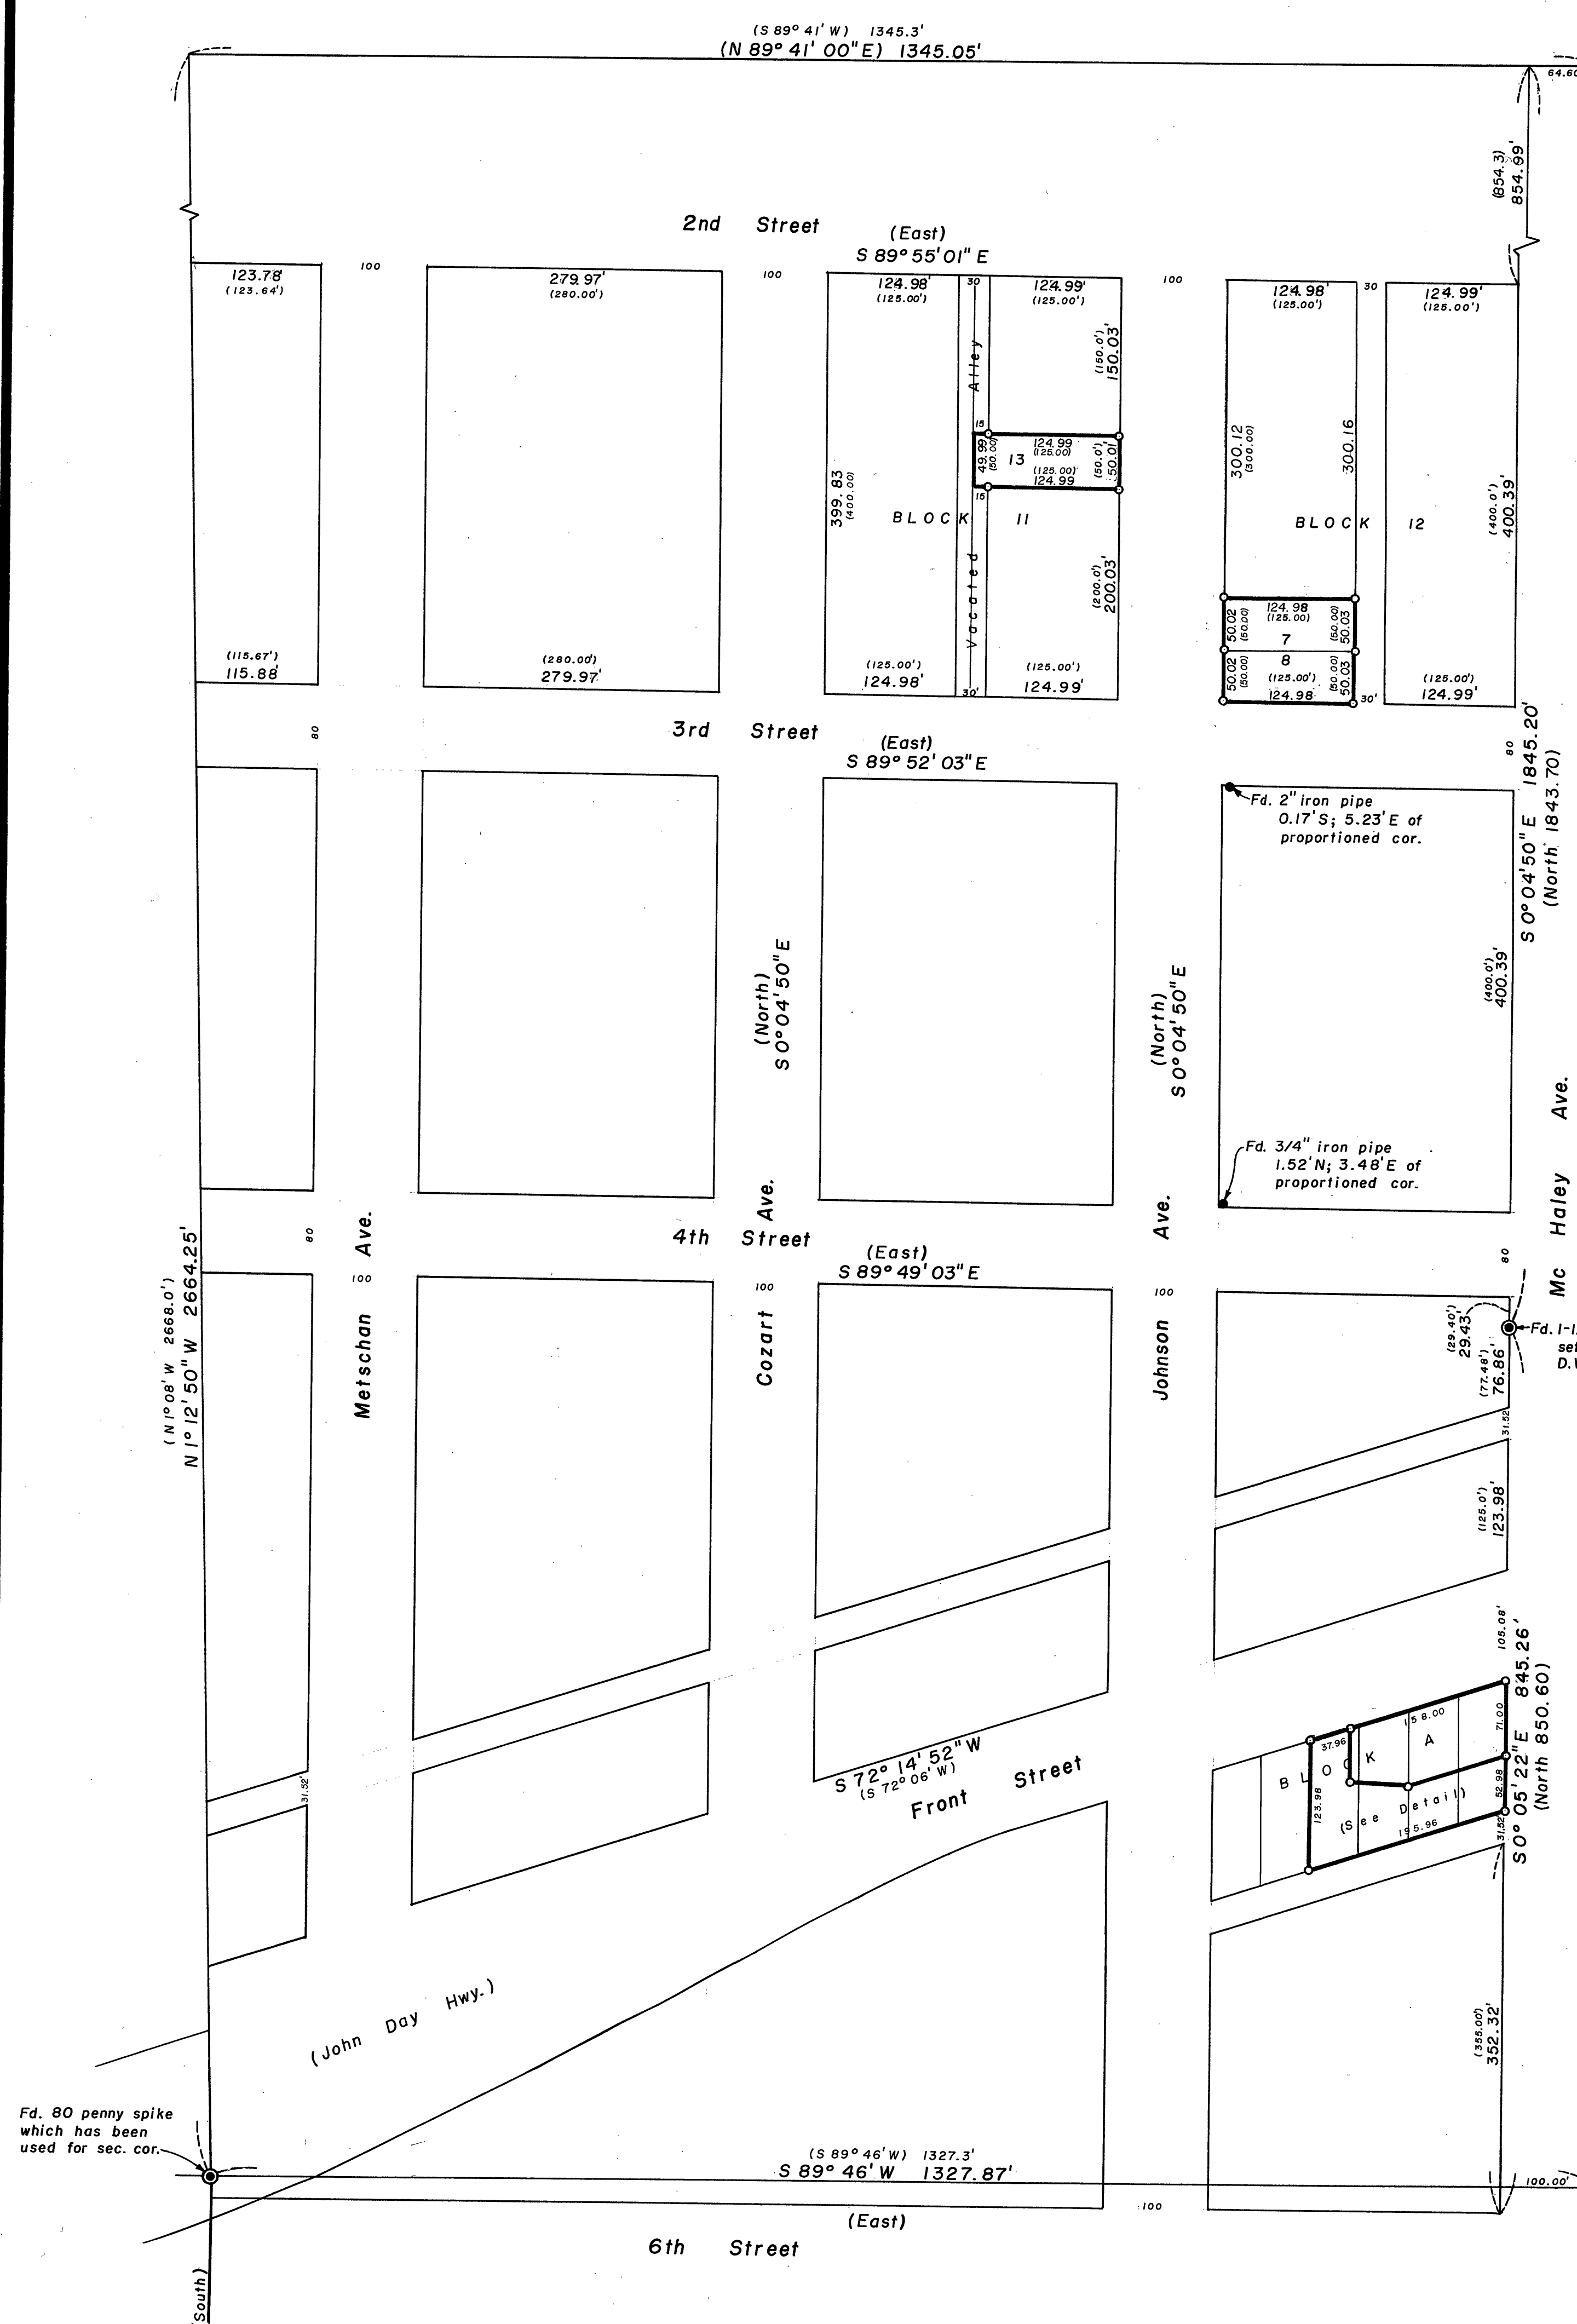 (S 89° 41' W) 1345.3'
(N 89° 41' 00" E) 1345.05'
64.60
(854.3)
854.99'
2nd Street
(East)
S 89° 55' 01" E
123.78'
(123.64')
100
279.97'
(280.00')
100
124.98'
(125.00')
30
124.99'
(125.00')
100
124.98'
(125.00')
30
124.99'
(125.00')
(150.0')
150.03'
Alley
15
124.99
(125.00)
49.99
(50.00)
13
(50.0')
50.01
(125.00)
124.99
15
300.12
(300.00)
300.16
399.83
(400.00)
BLOCK 11
BLOCK 12
(400.0')
400.39'
Vacated
(200.0')
200.03'
124.98
(125.00)
50.02
(50.00)
7
(50.00)
50.03
8
50.02
(50.00)
(125.00')
124.98
(50.00)
50.03
30'
(115.67')
115.88'
(280.00')
279.97'
(125.00')
124.98'
30'
(125.00')
124.99'
(125.00')
124.99'
80
3rd Street
(East)
S 89° 52' 03" E
80
S 0° 04' 50" E 1845.20'
(North 1843.70)
Fd. 2" iron pipe
0.17' S; 5.23' E of
proportioned cor.
(North)
S 0° 04' 50" E
(North)
S 0° 04' 50" E
(400.0')
400.39'
Fd. 3/4" iron pipe
1.52' N; 3.48' E of
proportioned cor.
80
4th Street
(East)
S 89° 49' 03" E
80
(N 1° 08' W 2668.0')
N 1° 12' 50" W 2664.25'
Metschan Ave.
Cozart Ave.
Johnson Ave.
Mc Haley Ave.
100
100
100
(29.40')
29.43'
Fd. 1-1
set
D.
(77.48')
76.86'
31.52'
(125.0')
123.98'
105.08'
S 0° 05' 22" E 845.26'
(North 850.60)
31.52'
S 72° 14' 52" W
(S 72° 06' W)
Front Street
37.96
158.00
71.00
BLOCK A
123.98
(See Detail)
195.96
52.98
31.52
(John Day Hwy.)
(355.00')
352.32'
Fd. 80 penny spike
which has been
used for sec. cor.
(S 89° 46' W) 1327.3'
S 89° 46' W 1327.87'
100.00'
100
(East)
6th Street
(South)